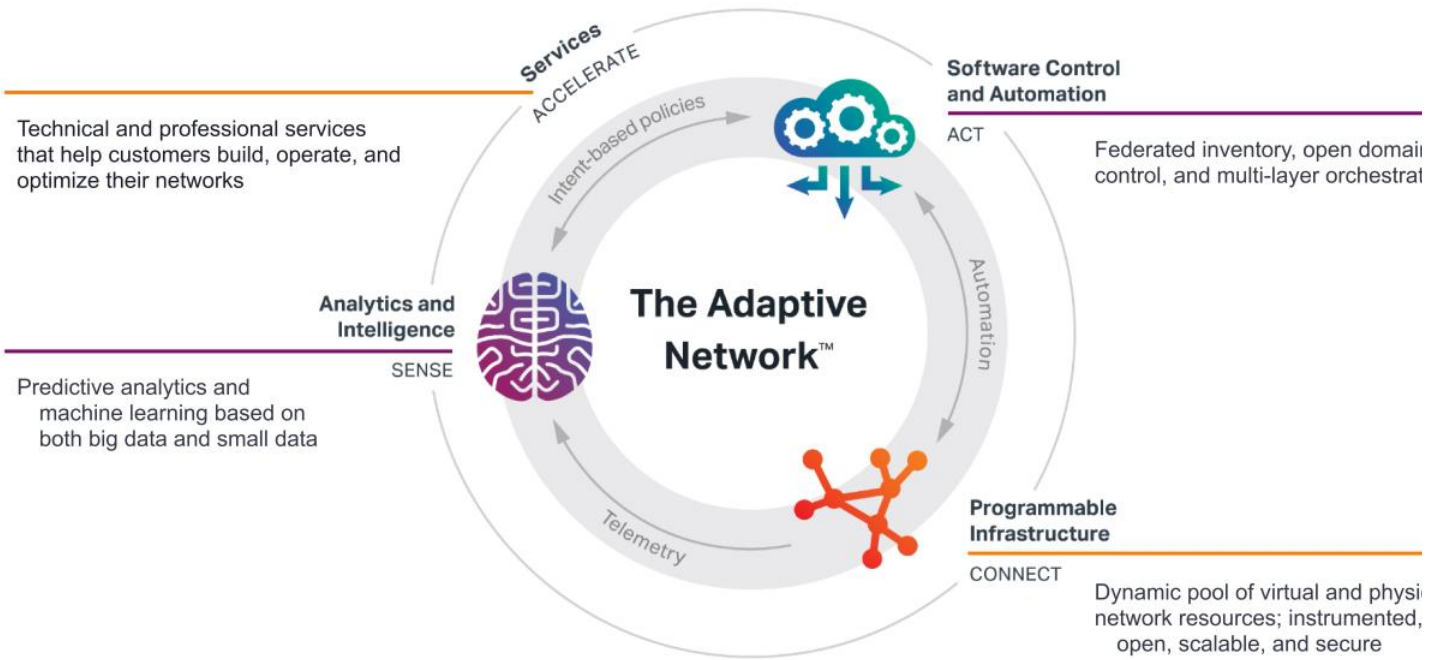 Services
ACCELERATE
Technical and professional services
that help customers build, operate, and
optimize their networks
Software Control
and Automation
ACT
Federated inventory, open
control, and multi-layer
Intent-based policies
Automation
Telemetry
The Adaptive
Network™
Analytics and
Intelligence
SENSE
Predictive analytics and
machine learning based on
both big data and small data
Programmable
Infrastructure
CONNECT
Dynamic pool of virtual and
network resources; instrumented,
open, scalable, and secure